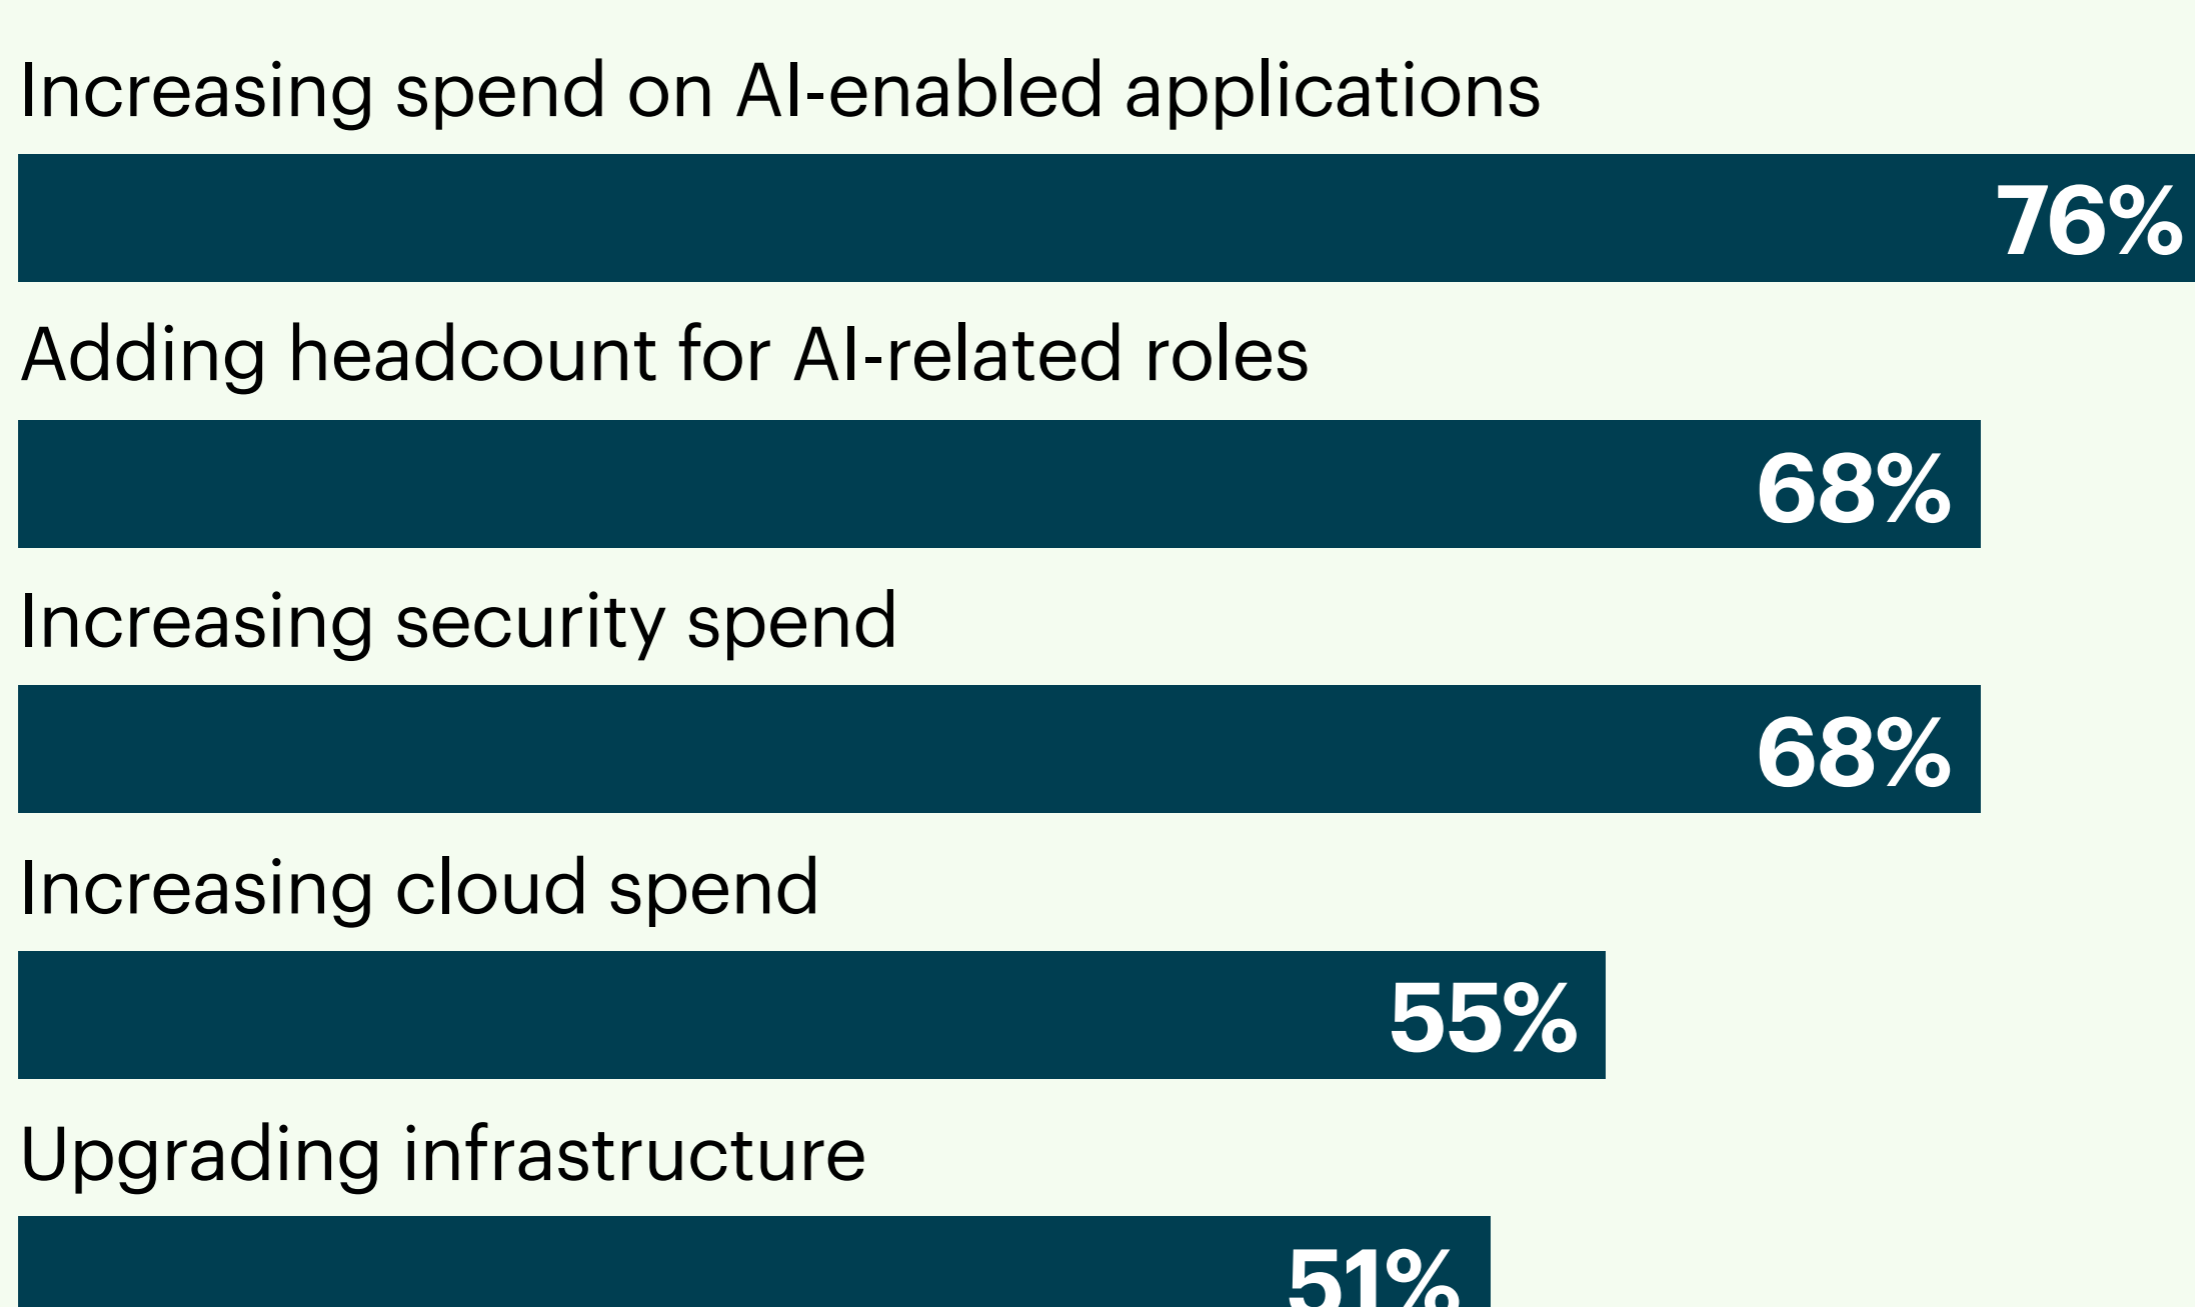 Increasing spend on AI-enabled applications
76%
Adding headcount for AI-related roles
68%
Increasing security spend
68%
Increasing cloud spend
55%
Upgrading infrastructure
51%